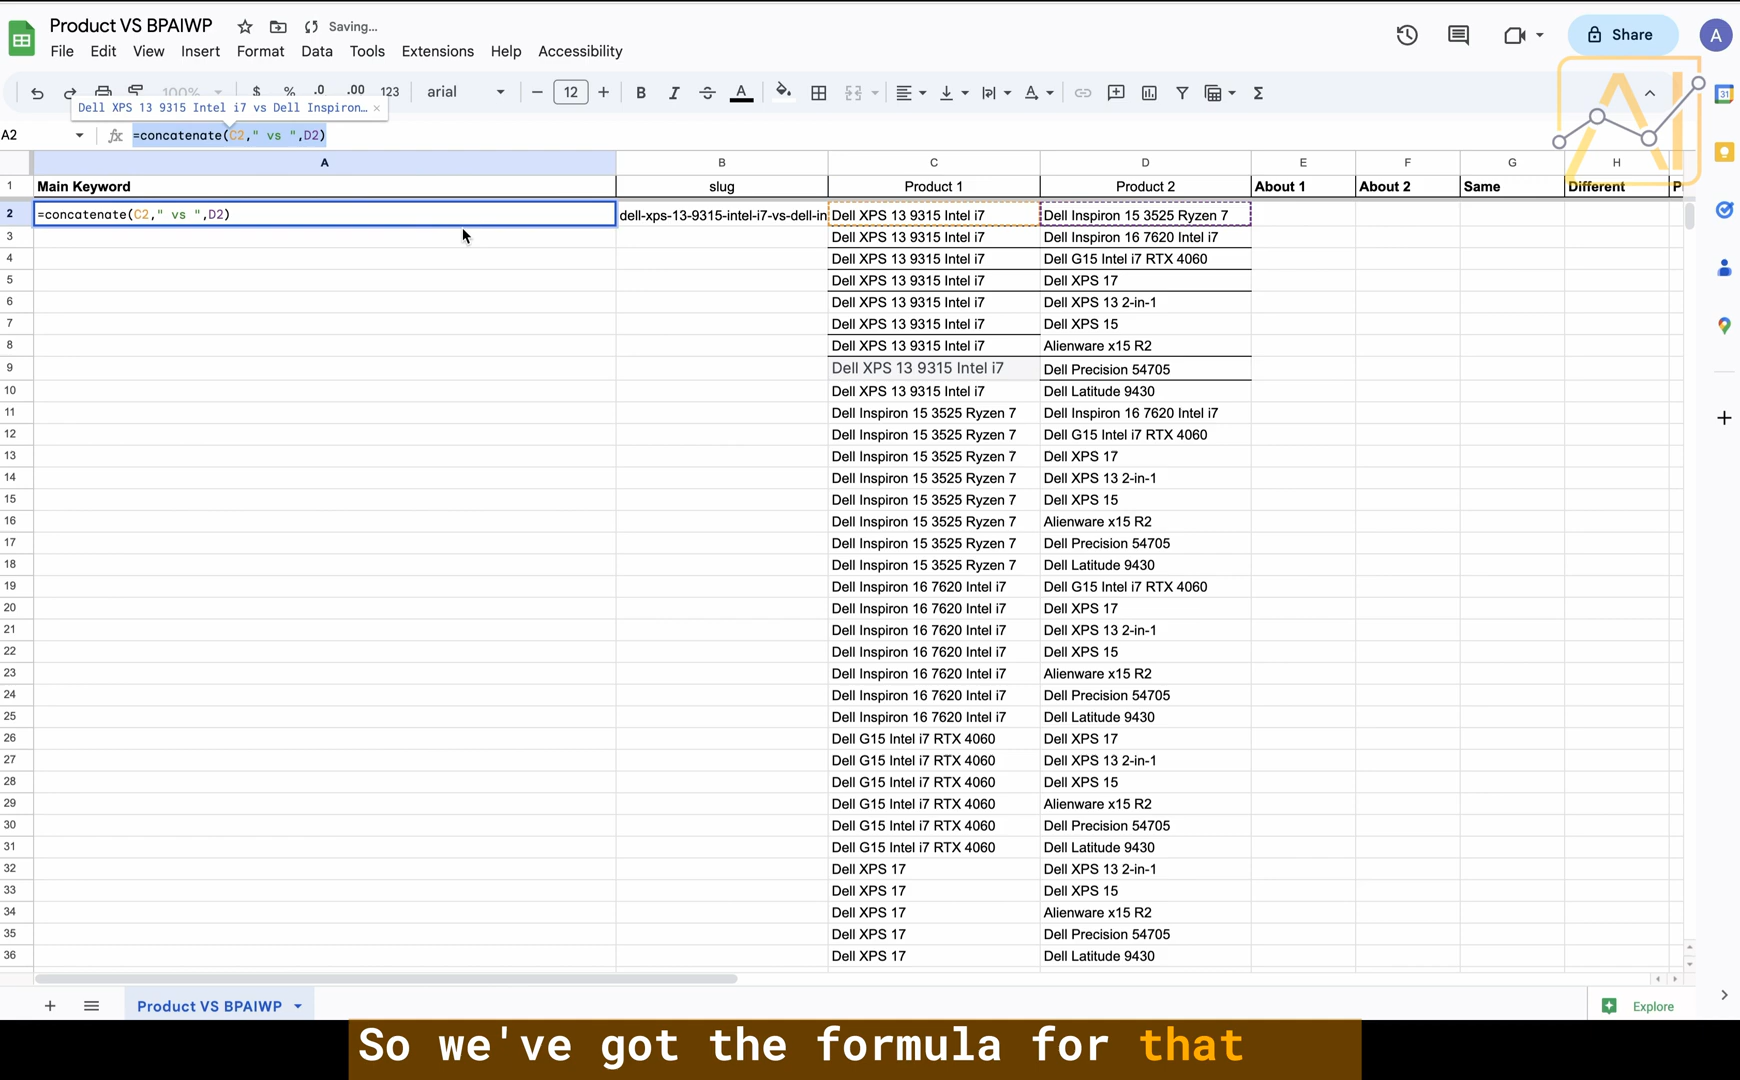 Product VS BPAIWP Saving...
File Edit View Insert Format Data Tools Extensions Help Accessibility
Share A
100% $ % .0 .00 123 arial 12 B I A
Dell XPS 13 9315 Intel i7 vs Dell Inspiron… ×
A2 fx =concatenate(C2," vs ",D2)
AI
31
A B C D E F G H
1 Main Keyword slug Product 1 Product 2 About 1 About 2 Same Different P
2 =concatenate(C2," vs ",D2) dell-xps-13-9315-intel-i7-vs-dell-in Dell XPS 13 9315 Intel i7 Dell Inspiron 15 3525 Ryzen 7
3 Dell XPS 13 9315 Intel i7 Dell Inspiron 16 7620 Intel i7
4 Dell XPS 13 9315 Intel i7 Dell G15 Intel i7 RTX 4060
5 Dell XPS 13 9315 Intel i7 Dell XPS 17
6 Dell XPS 13 9315 Intel i7 Dell XPS 13 2-in-1
7 Dell XPS 13 9315 Intel i7 Dell XPS 15
8 Dell XPS 13 9315 Intel i7 Alienware x15 R2
9 Dell XPS 13 9315 Intel i7 Dell Precision 54705
10 Dell XPS 13 9315 Intel i7 Dell Latitude 9430
11 Dell Inspiron 15 3525 Ryzen 7 Dell Inspiron 16 7620 Intel i7
12 Dell Inspiron 15 3525 Ryzen 7 Dell G15 Intel i7 RTX 4060
13 Dell Inspiron 15 3525 Ryzen 7 Dell XPS 17
14 Dell Inspiron 15 3525 Ryzen 7 Dell XPS 13 2-in-1
15 Dell Inspiron 15 3525 Ryzen 7 Dell XPS 15
16 Dell Inspiron 15 3525 Ryzen 7 Alienware x15 R2
17 Dell Inspiron 15 3525 Ryzen 7 Dell Precision 54705
18 Dell Inspiron 15 3525 Ryzen 7 Dell Latitude 9430
19 Dell Inspiron 16 7620 Intel i7 Dell G15 Intel i7 RTX 4060
20 Dell Inspiron 16 7620 Intel i7 Dell XPS 17
21 Dell Inspiron 16 7620 Intel i7 Dell XPS 13 2-in-1
22 Dell Inspiron 16 7620 Intel i7 Dell XPS 15
23 Dell Inspiron 16 7620 Intel i7 Alienware x15 R2
24 Dell Inspiron 16 7620 Intel i7 Dell Precision 54705
25 Dell Inspiron 16 7620 Intel i7 Dell Latitude 9430
26 Dell G15 Intel i7 RTX 4060 Dell XPS 17
27 Dell G15 Intel i7 RTX 4060 Dell XPS 13 2-in-1
28 Dell G15 Intel i7 RTX 4060 Dell XPS 15
29 Dell G15 Intel i7 RTX 4060 Alienware x15 R2
30 Dell G15 Intel i7 RTX 4060 Dell Precision 54705
31 Dell G15 Intel i7 RTX 4060 Dell Latitude 9430
32 Dell XPS 17 Dell XPS 13 2-in-1
33 Dell XPS 17 Dell XPS 15
34 Dell XPS 17 Alienware x15 R2
35 Dell XPS 17 Dell Precision 54705
36 Dell XPS 17 Dell Latitude 9430
Product VS BPAIWP Explore
So we've got the formula for that